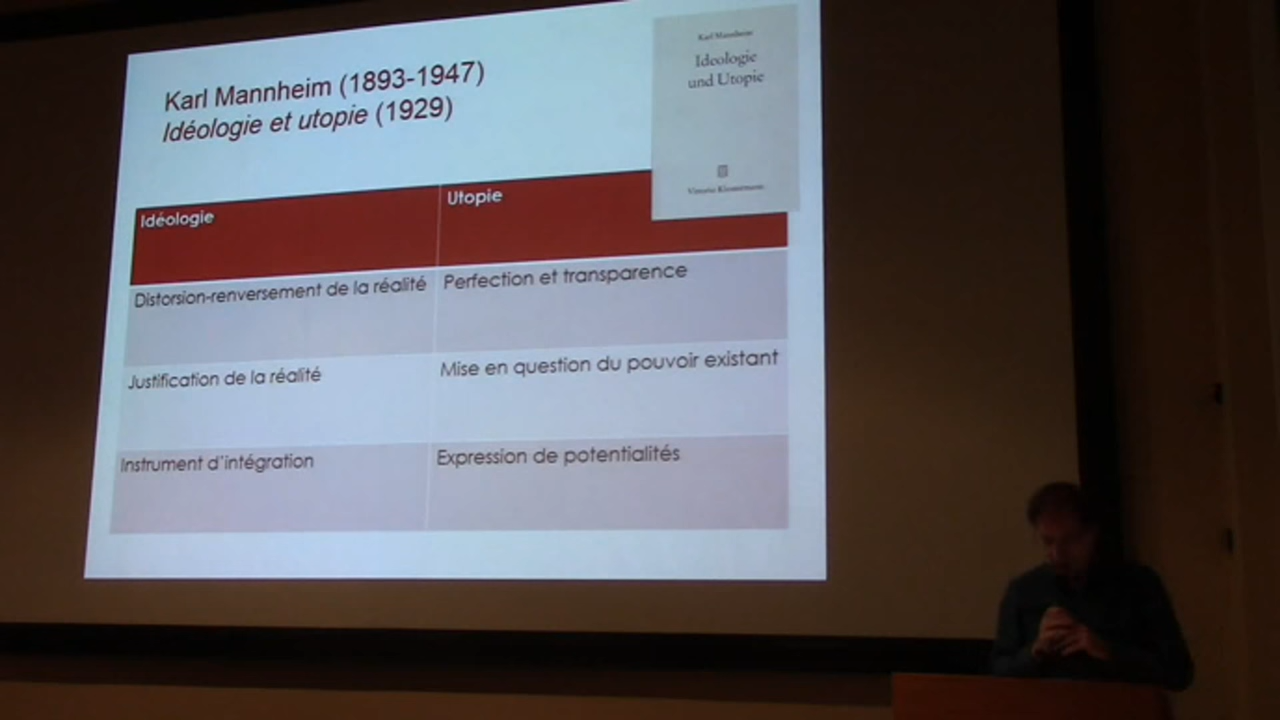 Karl Mannheim (1893-1947)
Idéologie et utopie (1929)
Karl Mannheim
Ideologie
und Utopie
Vittorio Klostermann
Idéologie
Utopie
Distorsion-renversement de la réalité
Perfection et transparence
Justification de la réalité
Mise en question du pouvoir existant
Instrument d'intégration
Expression de potentialités